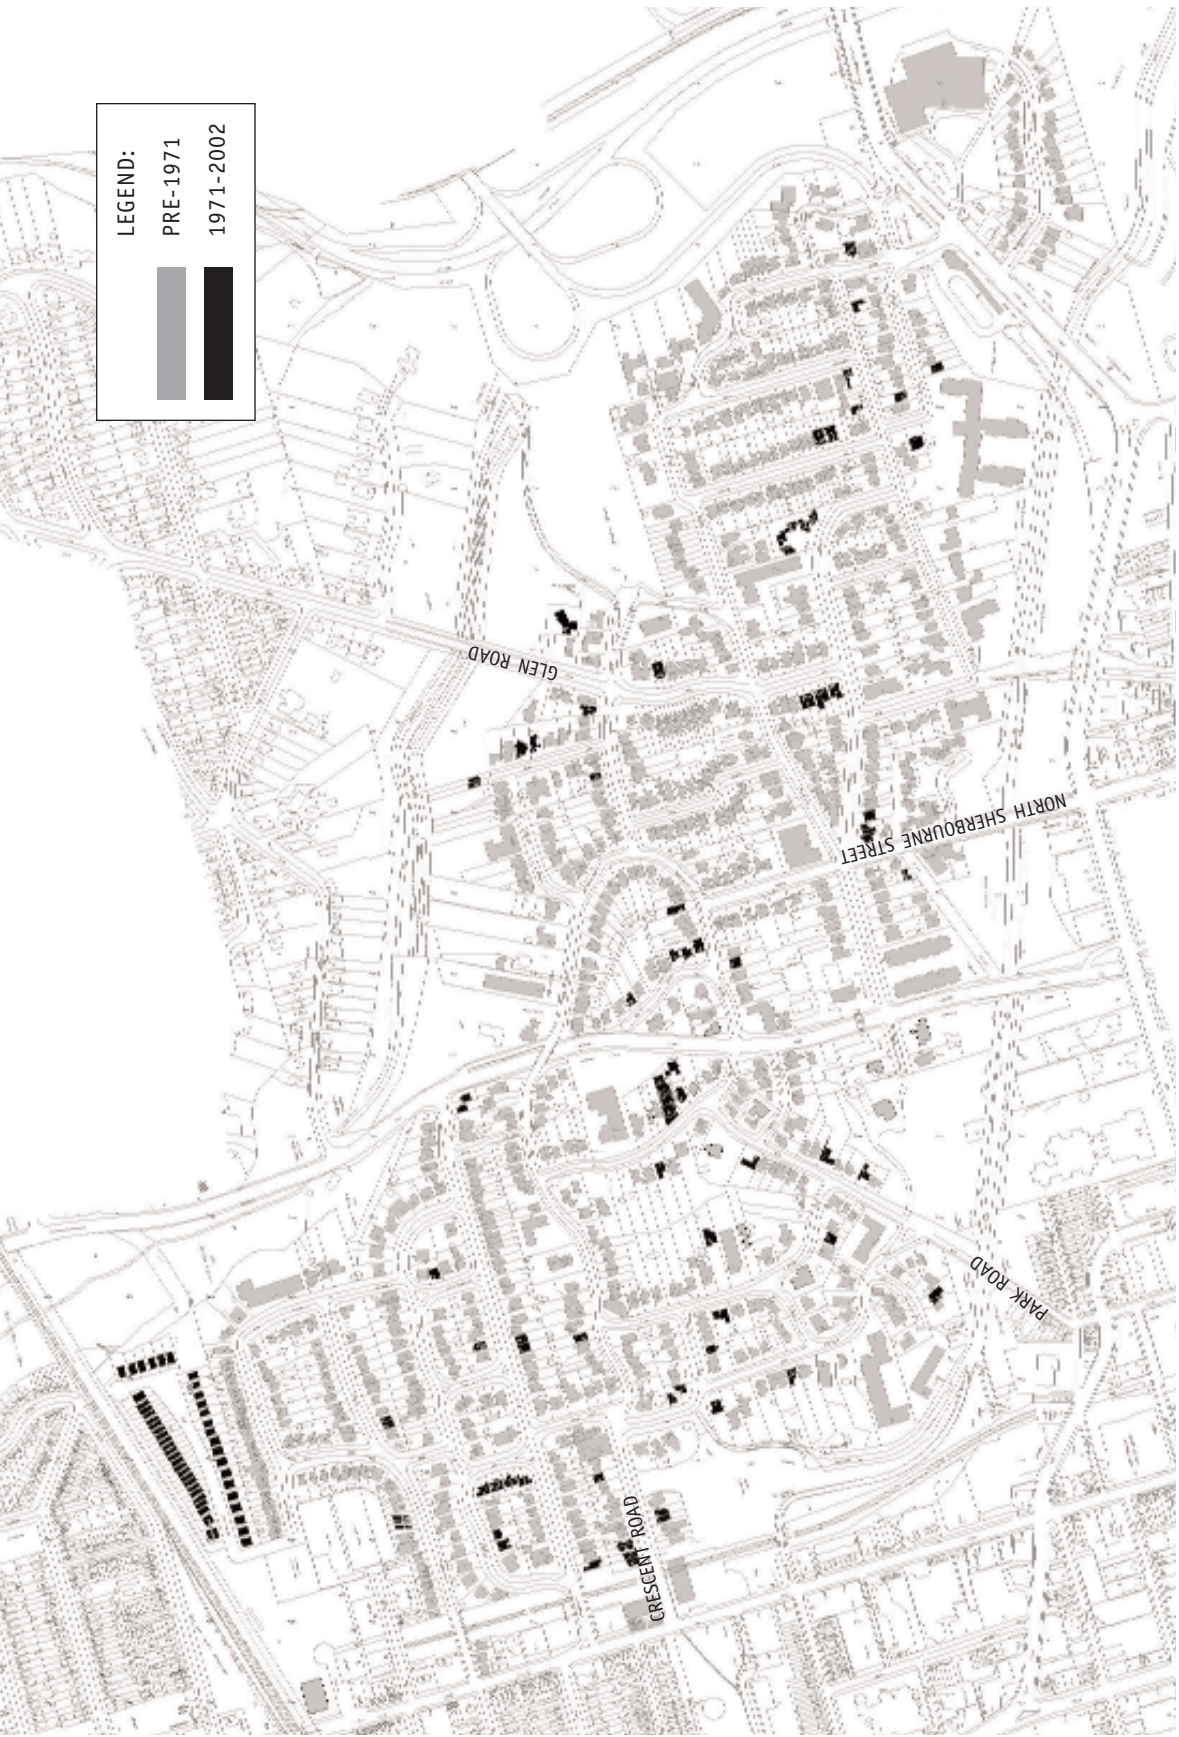 LEGEND:
PRE-1971
1971-2002
GLEN ROAD
NORTH SHERBOURNE STREET
PARK ROAD
CRESCENT ROAD